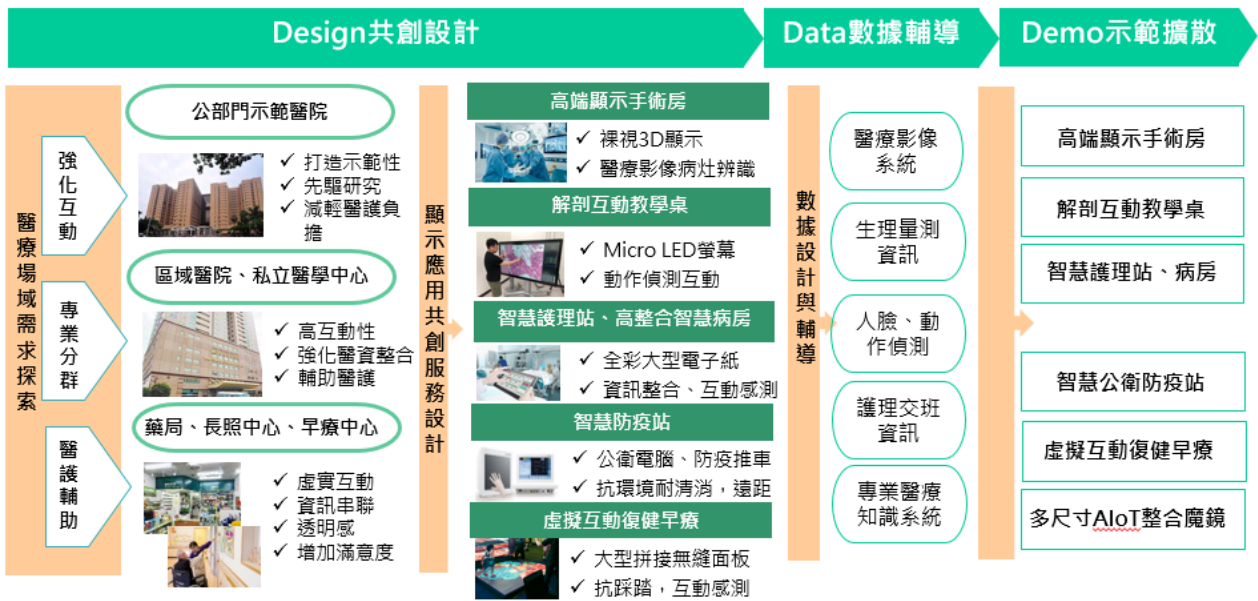 Design共創設計
Data數據輔導
Demo示範擴散
醫療場域需求探索
強化互動
專業分群
醫護輔助
公部門示範醫院
✓ 打造示範性
✓ 先驅研究
✓ 減輕醫護負
擔
區域醫院、私立醫學中心
✓ 高互動性
✓ 強化醫資整合
✓ 輔助醫護
藥局、長照中心、早療中心
✓ 虛實互動
✓ 資訊串聯
✓ 透明感
✓ 增加滿意度
顯示應用共創服務設計
高端顯示手術房
✓ 裸視3D顯示
✓ 醫療影像病灶辨識
解剖互動教學桌
✓ Micro LED螢幕
✓ 動作偵測互動
智慧護理站、高整合智慧病房
✓ 全彩大型電子紙
✓ 資訊整合、互動感測
智慧防疫站
✓ 公衛電腦、防疫推車
✓ 抗環境耐清消，遠距
虛擬互動復健早療
✓ 大型拼接無縫面板
✓ 抗踩踏，互動感測
數據設計與輔導
醫療影像
系統
生理量測
資訊
人臉、動
作偵測
護理交班
資訊
專業醫療
知識系統
高端顯示手術房
解剖互動教學桌
智慧護理站、病房
智慧公衛防疫站
虛擬互動復健早療
多尺寸AIoT整合魔鏡